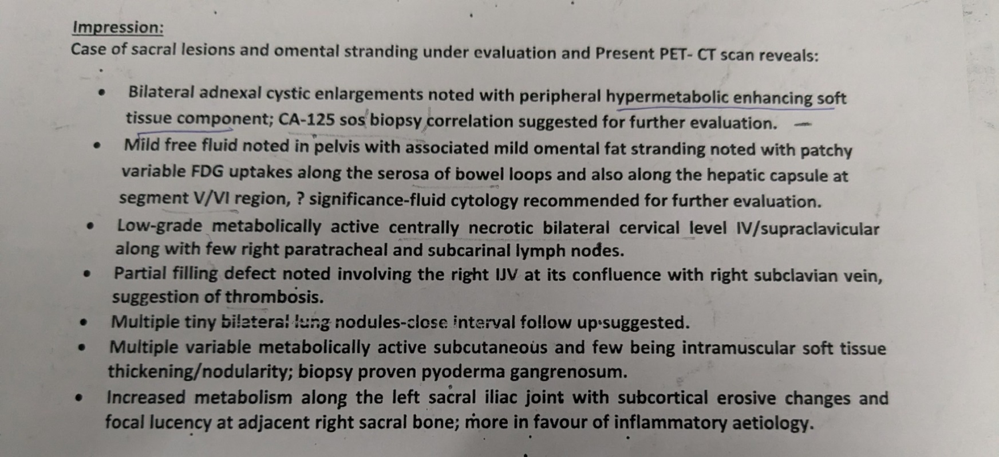 Impression:
Case of sacral lesions and omental stranding under evaluation and Present PET- CT scan reveals:
• Bilateral adnexal cystic enlargements noted with peripheral hypermetabolic enhancing soft
tissue component; CA-125 sos biopsy correlation suggested for further evaluation.
• Mild free fluid noted in pelvis with associated mild omental fat stranding noted with patchy
variable FDG uptakes along the serosa of bowel loops and also along the hepatic capsule at
segment V/VI region, ? significance-fluid cytology recommended for further evaluation.
• Low-grade metabolically active centrally necrotic bilateral cervical level IV/supraclavicular
along with few right paratracheal and subcarinal lymph nodes.
• Partial filling defect noted involving the right IJV at its confluence with right subclavian vein,
suggestion of thrombosis.
• Multiple tiny bilateral lung nodules-close interval follow up suggested.
• Multiple variable metabolically active subcutaneous and few being intramuscular soft tissue
thickening/nodularity; biopsy proven pyoderma gangrenosum.
• Increased metabolism along the left sacral iliac joint with subcortical erosive changes and
focal lucency at adjacent right sacral bone; more in favour of inflammatory aetiology.